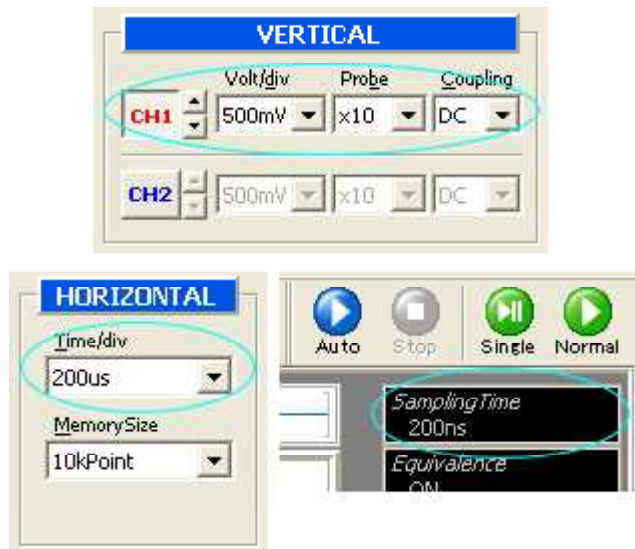 VERTICAL
Volt/div Probe Coupling
CH1 500mV x10 DC
CH2 500mV x10 DC
HORIZONTAL
Time/div
200us
MemorySize
10kPoint
Auto Stop Single Normal
SamplingTime
200ns
Equivalence
ON